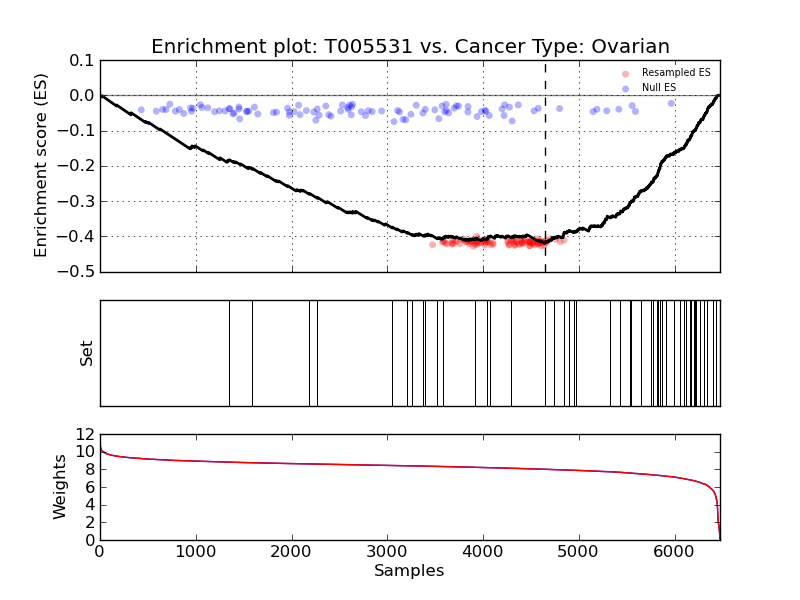 Enrichment plot: T005531 vs. Cancer Type: Ovarian
Enrichment score (ES)
0.1
0.0
−0.1
−0.2
−0.3
−0.4
−0.5
Resampled ES
Null ES
Set
Weights
12
10
8
6
4
2
0
0 1000 2000 3000 4000 5000 6000
Samples